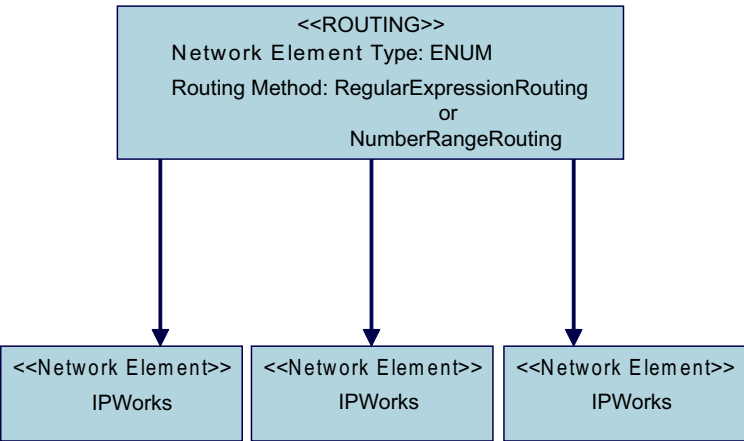 <<ROUTING>>
Network Element Type: ENUM
Routing Method: RegularExpressionRouting
or
NumberRangeRouting
<<Network Element>>
IPWorks
<<Network Element>>
IPWorks
<<Network Element>>
IPWorks